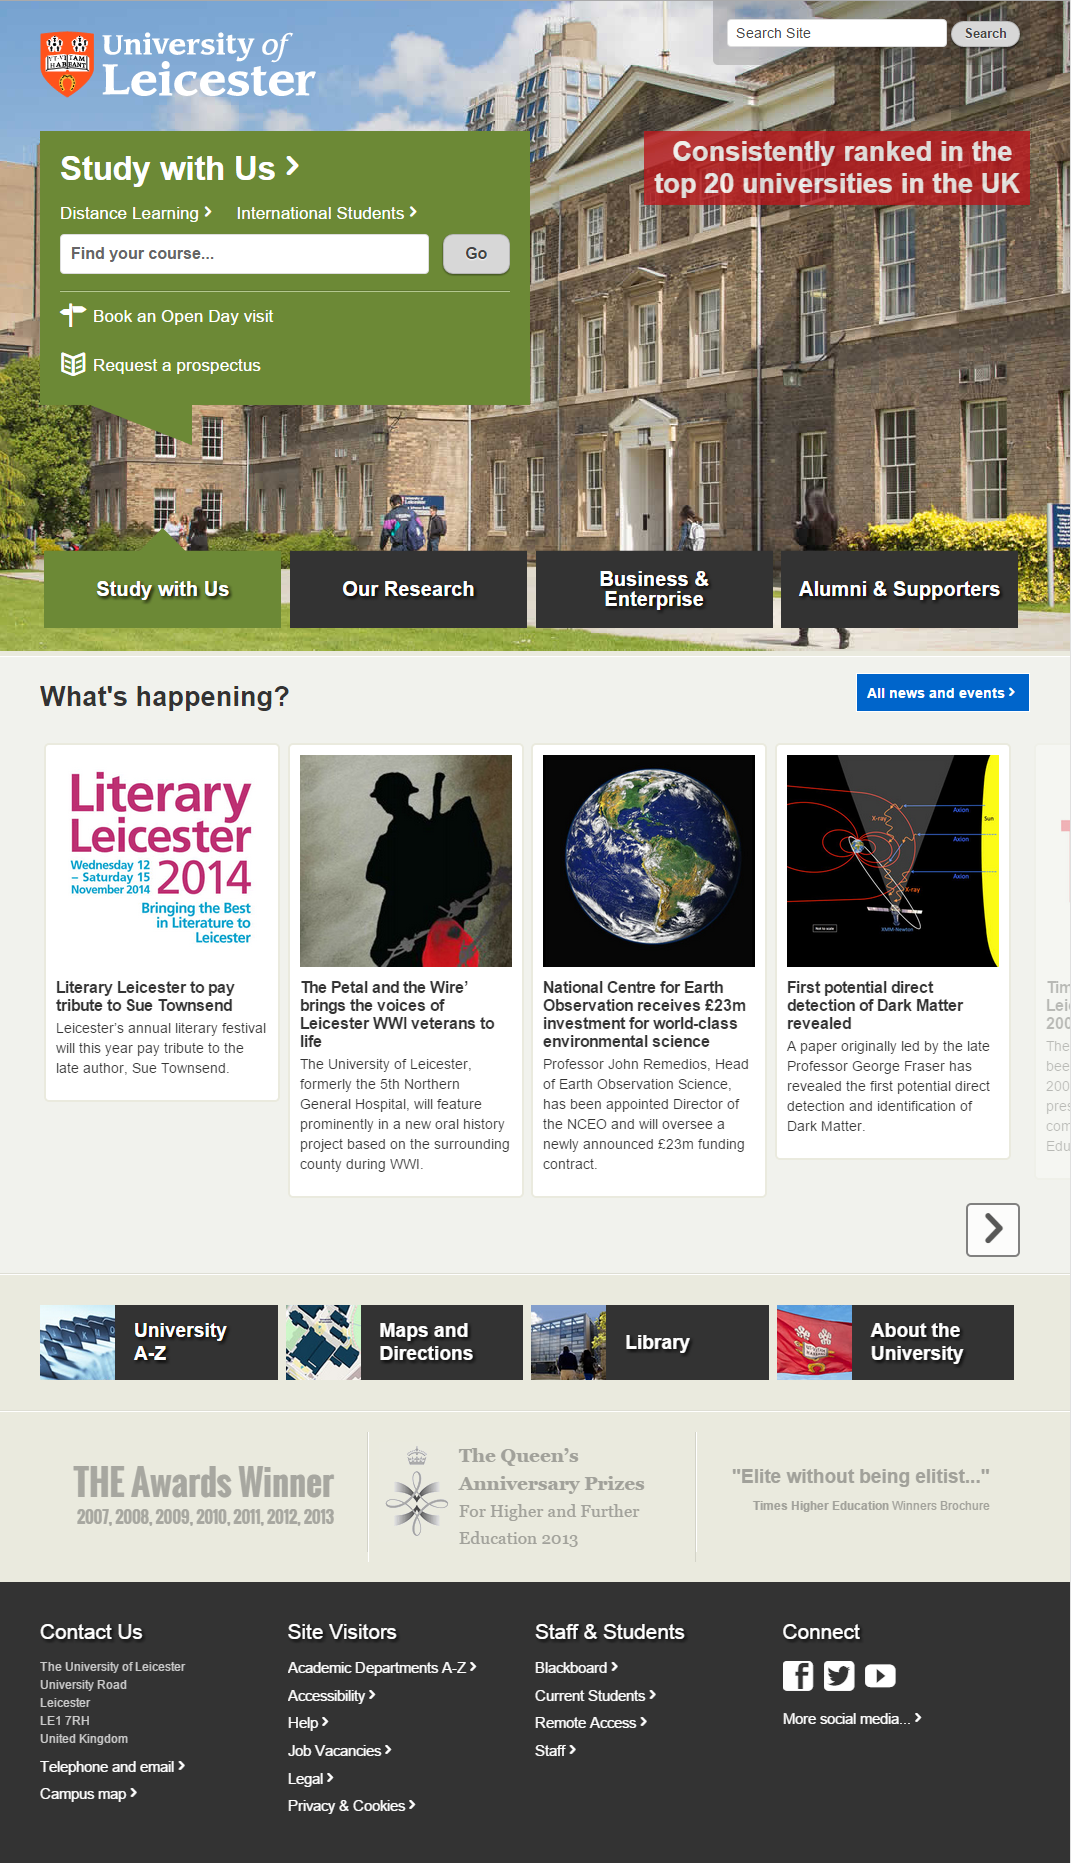 University of
Leicester
Search Site
Search
Study with Us
Distance Learning
International Students
Find your course...
Go
Book an Open Day visit
Request a prospectus
Consistently ranked in the
top 20 universities in the UK
Study with Us
Our Research
Business &
Enterprise
Alumni & Supporters
What's happening?
All news and events
Literary
Leicester
Wednesday 12
– Saturday 15
November 2014
2014
Bringing the Best
in Literature to
Leicester
Literary Leicester to pay
tribute to Sue Townsend
Leicester's annual literary festival
will this year pay tribute to the
late author, Sue Townsend.
The Petal and the Wire’
brings the voices of
Leicester WWI veterans to
life
The University of Leicester,
formerly the 5th Northern
General Hospital, will feature
prominently in a new oral history
project based on the surrounding
county during WWI.
National Centre for Earth
Observation receives £23m
investment for world-class
environmental science
Professor John Remedios, Head
of Earth Observation Science,
has been appointed Director of
the NCEO and will oversee a
newly announced £23m funding
contract.
X-ray
Axion
Sun
Axion
Axion
X-ray
Not to scale
XMM-Newton
First potential direct
detection of Dark Matter
revealed
A paper originally led by the late
Professor George Fraser has
revealed the first potential direct
detection and identification of
Dark Matter.
University
A-Z
Maps and
Directions
Library
About the
University
THE Awards Winner
2007, 2008, 2009, 2010, 2011, 2012, 2013
The Queen's
Anniversary Prizes
For Higher and Further
Education 2013
"Elite without being elitist..."
Times Higher Education Winners Brochure
Contact Us
The University of Leicester
University Road
Leicester
LE1 7RH
United Kingdom
Telephone and email
Campus map
Site Visitors
Academic Departments A-Z
Accessibility
Help
Job Vacancies
Legal
Privacy & Cookies
Staff & Students
Blackboard
Current Students
Remote Access
Staff
Connect
More social media...